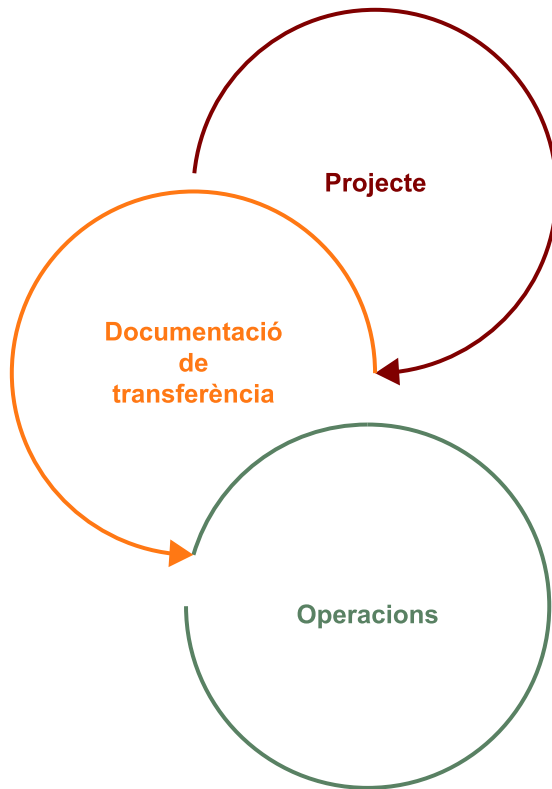 Projecte
Documentació
de
transferència
Operacions